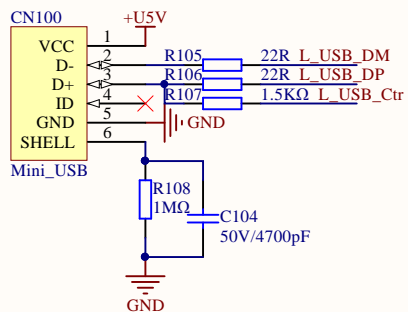 CN100
+U5V
VCC 1
D- 2 R105 22R L_USB_DM
D+ 3 R106 22R L_USB_DP
ID 4 R107 1.5KΩ L_USB_Ctr
GND 5 GND
SHELL 6
Mini_USB
R108
1MΩ
C104
50V/4700pF
GND